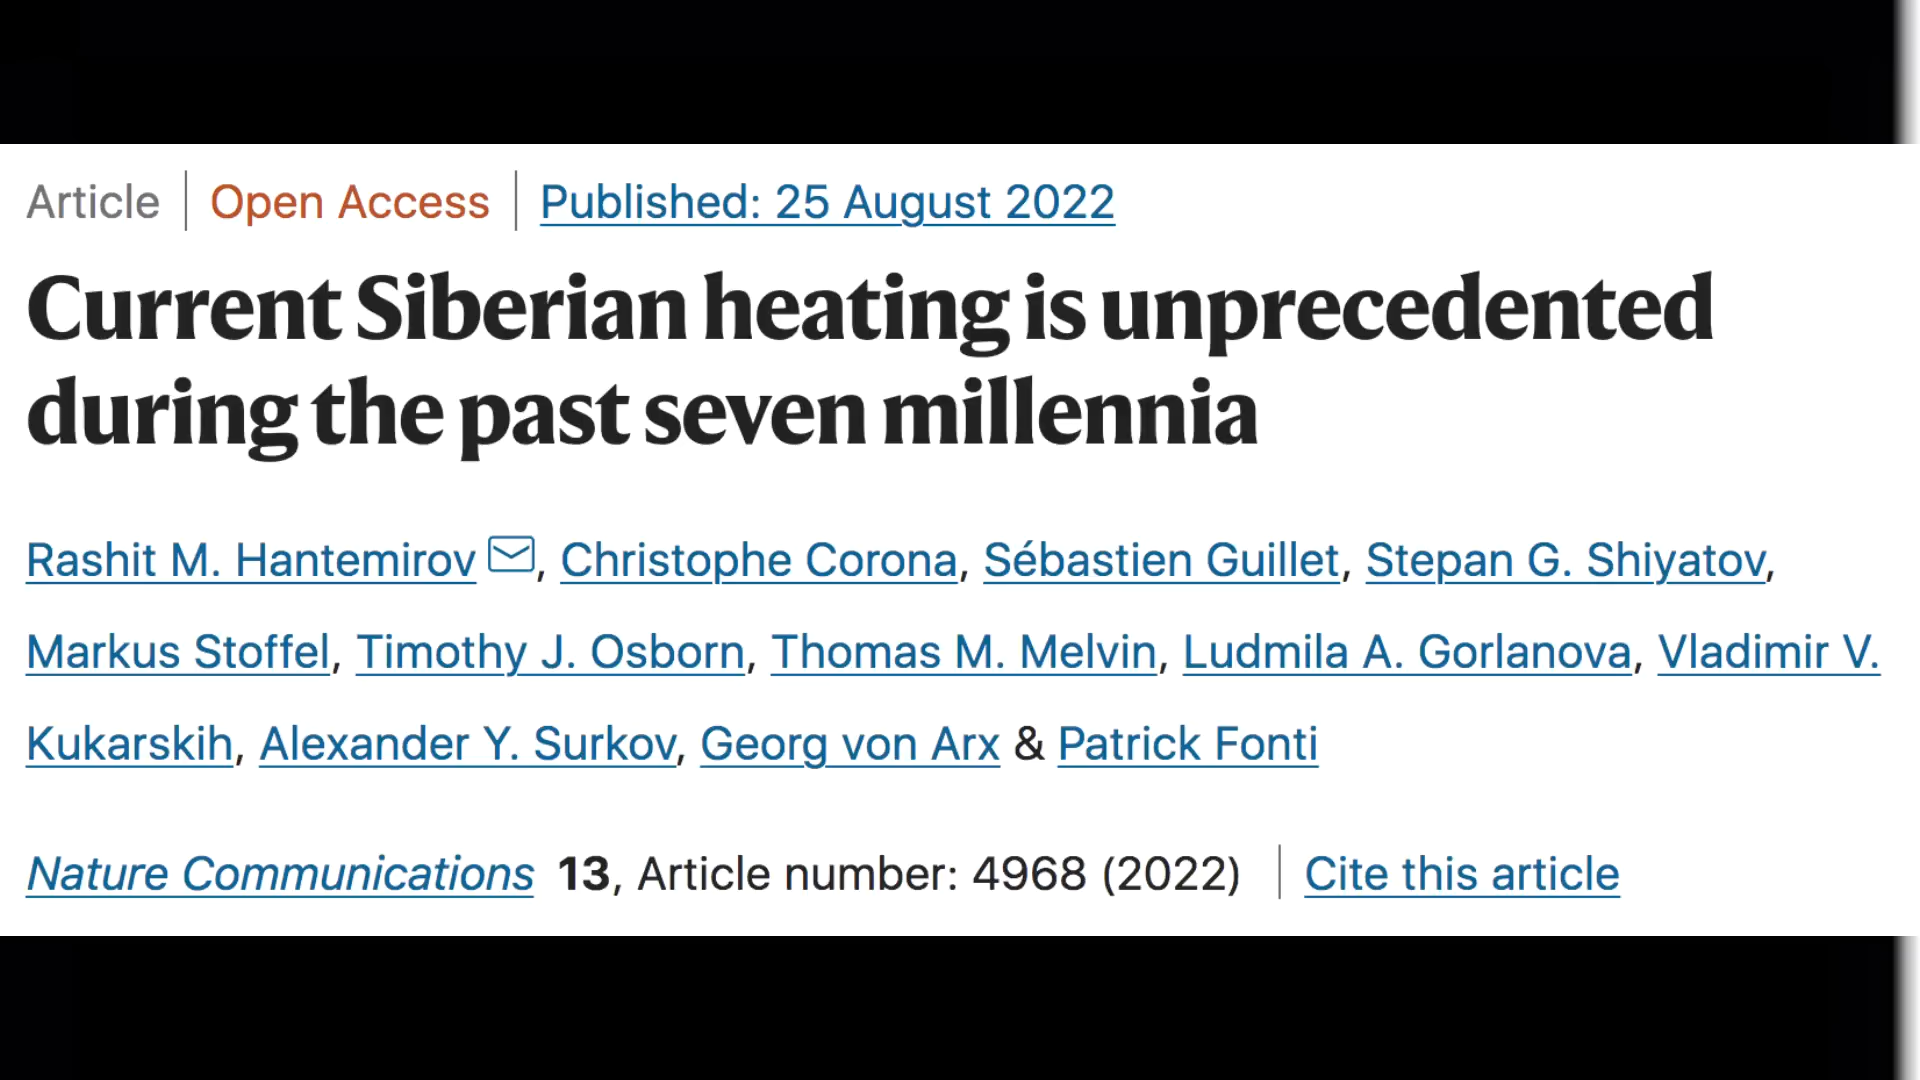 Article | Open Access | Published: 25 August 2022
Current Siberian heating is unprecedented
during the past seven millennia
Rashit M. Hantemirov, Christophe Corona, Sébastien Guillet, Stepan G. Shiyatov,
Markus Stoffel, Timothy J. Osborn, Thomas M. Melvin, Ludmila A. Gorlanova, Vladimir V.
Kukarskih, Alexander Y. Surkov, Georg von Arx & Patrick Fonti
Nature Communications 13, Article number: 4968 (2022) | Cite this article